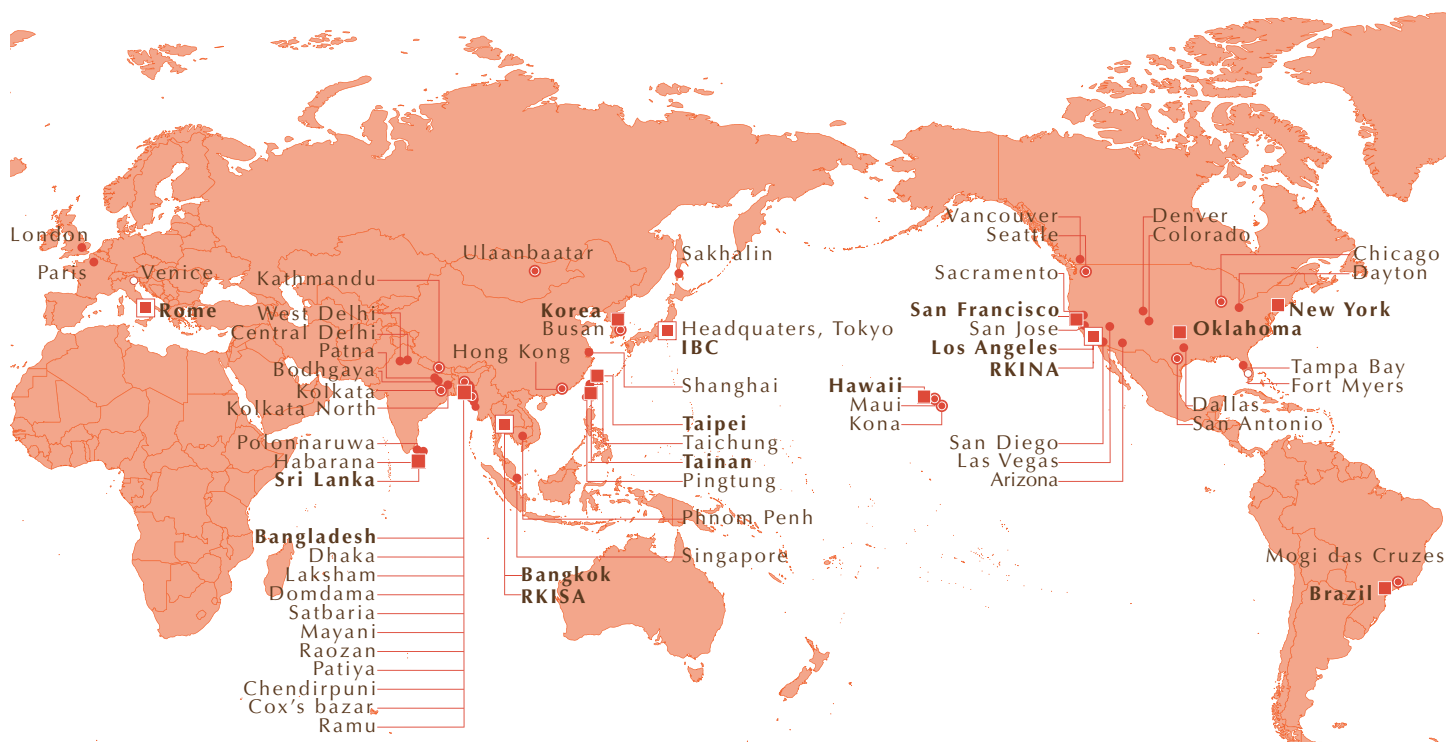 London
Paris
Venice
Rome
Kathmandu
West Delhi
Central Delhi
Patna
Bodhgaya
Kolkata
Kolkata North
Polonnaruwa
Habarana
Sri Lanka
Bangladesh
Dhaka
Laksham
Domdama
Satbaria
Mayani
Raozan
Patiya
Chendirpuni
Cox's bazar
Ramu
Ulaanbaatar
Hong Kong
Korea
Busan
Sakhalin
Headquaters, Tokyo
IBC
Shanghai
Taipei
Taichung
Tainan
Pingtung
Phnom Penh
Singapore
Bangkok
RKISA
Hawaii
Maui
Kona
Vancouver
Seattle
Sacramento
San Francisco
San Jose
Los Angeles
RKINA
San Diego
Las Vegas
Arizona
Denver
Colorado
Chicago
Dayton
New York
Oklahoma
Tampa Bay
Fort Myers
Dallas
San Antonio
Mogi das Cruzes
Brazil